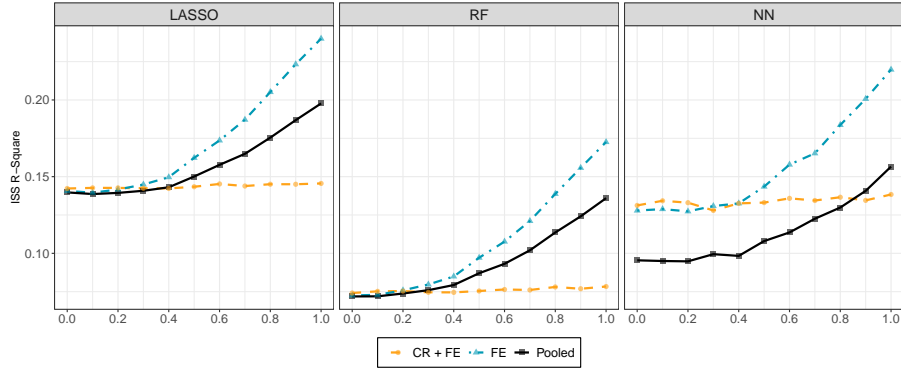 LASSO RF NN
ISS R−Square
0.20
0.15
0.10
0.0 0.2 0.4 0.6 0.8 1.0 0.0 0.2 0.4 0.6 0.8 1.0 0.0 0.2 0.4 0.6 0.8 1.0
CR + FE FE Pooled